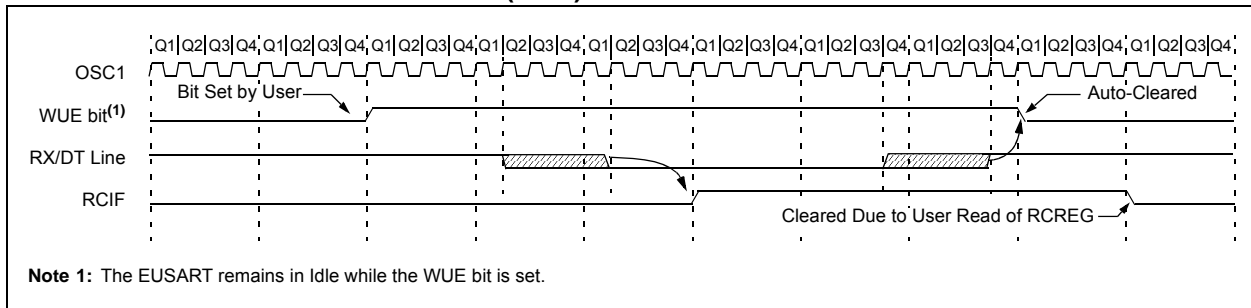 Q1 Q2 Q3 Q4 Q1 Q2 Q3 Q4 Q1 Q2 Q3 Q4 Q1 Q2 Q3 Q4 Q1 Q2 Q3 Q4 Q1 Q2 Q3 Q4 Q1 Q2 Q3 Q4 Q1 Q2 Q3 Q4 Q1 Q2 Q3 Q4 Q1 Q2 Q3 Q4
OSC1
Bit Set by User
Auto-Cleared
WUE bit(1)
RX/DT Line
RCIF
Cleared Due to User Read of RCREG
Note 1: The EUSART remains in Idle while the WUE bit is set.